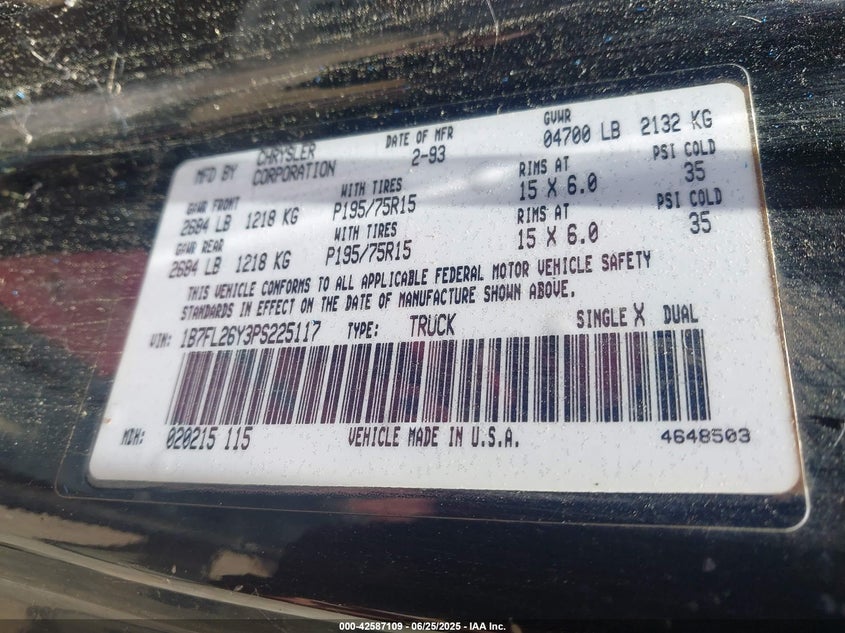 MFD BY CHRYSLER CORPORATION DATE OF MFR 2-93 GVWR 04700 LB 2132 KG
GAWR FRONT 2684 LB 1218 KG WITH TIRES P195/75R15 RIMS AT 15 X 6.0 PSI COLD 35
GAWR REAR 2684 LB 1218 KG WITH TIRES P195/75R15 RIMS AT 15 X 6.0 PSI COLD 35
THIS VEHICLE CONFORMS TO ALL APPLICABLE FEDERAL MOTOR VEHICLE SAFETY
STANDARDS IN EFFECT ON THE DATE OF MANUFACTURE SHOWN ABOVE.
VIN: 1B7FL26Y3PS225117 TYPE: TRUCK SINGLE X DUAL
MDH: 020215 115 VEHICLE MADE IN U.S.A. 4648503
000-42587109 - 06/25/2025 - IAA Inc.